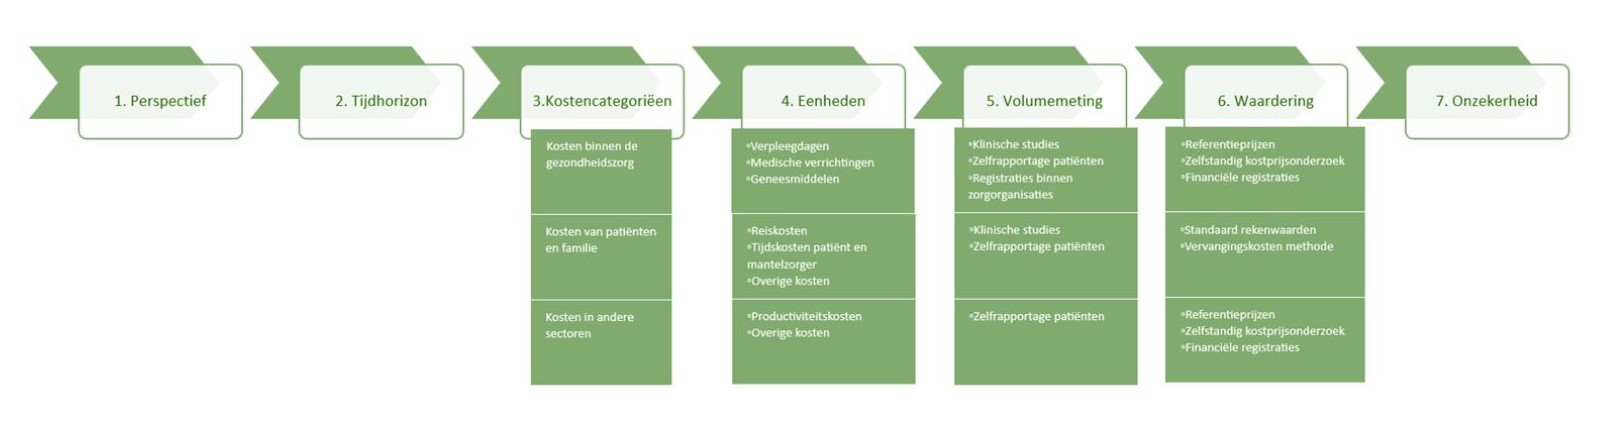 1. Perspectief
2. Tijdhorizon
3.Kostencategoriëen
4. Eenheden
5. Volumemeting
6. Waardering
7. Onzekerheid
Kosten binnen de
gezondheidszorg
•Verpleegdagen
•Medische verrichtingen
•Geneesmiddelen
•Klinische studies
•Zelfrapportage patiënten
•Registraties binnen
zorgorganisaties
•Referentieprijzen
•Zelfstandig kostprijsonderzoek
•Financiële registraties
Kosten van patiënten
en familie
•Reiskosten
•Tijdskosten patiënt en
mantelzorger
•Overige kosten
•Klinische studies
•Zelfrapportage patiënten
•Standaard rekenwaarden
•Vervangingskosten methode
Kosten in andere
sectoren
•Productiviteitskosten
•Overige kosten
•Zelfrapportage patiënten
•Referentieprijzen
•Zelfstandig kostprijsonderzoek
•Financiële registraties